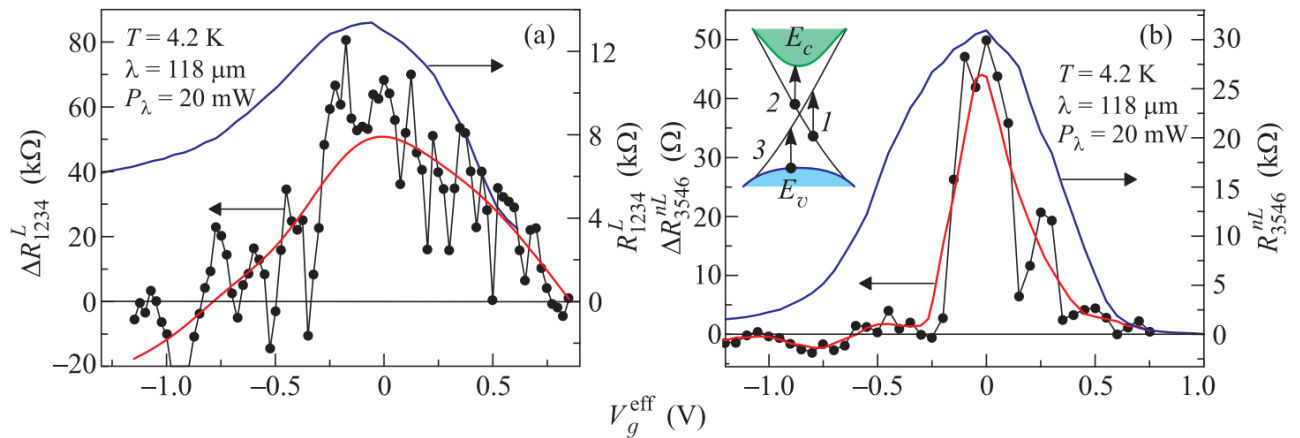 (a)
T = 4.2 K
λ = 118 μm
P_λ = 20 mW
80
60
40
20
0
−20
ΔR^L_1234 (kΩ)
12
8
4
0
R^L_1234 (kΩ)
−1.0
−0.5
0
0.5
(b)
T = 4.2 K
λ = 118 μm
P_λ = 20 mW
E_c
2
1
3
E_v
50
40
30
20
10
0
ΔR^nL_3546 (Ω)
30
25
20
15
10
5
0
R^nL_3546 (kΩ)
−1.0
−0.5
0
0.5
1.0
V_g^eff (V)